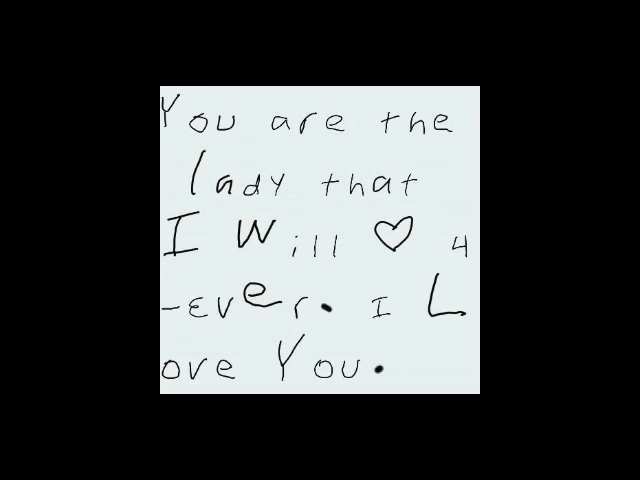 You are the
lady that
I Will ♡ 4
-ever. I L
ove You.